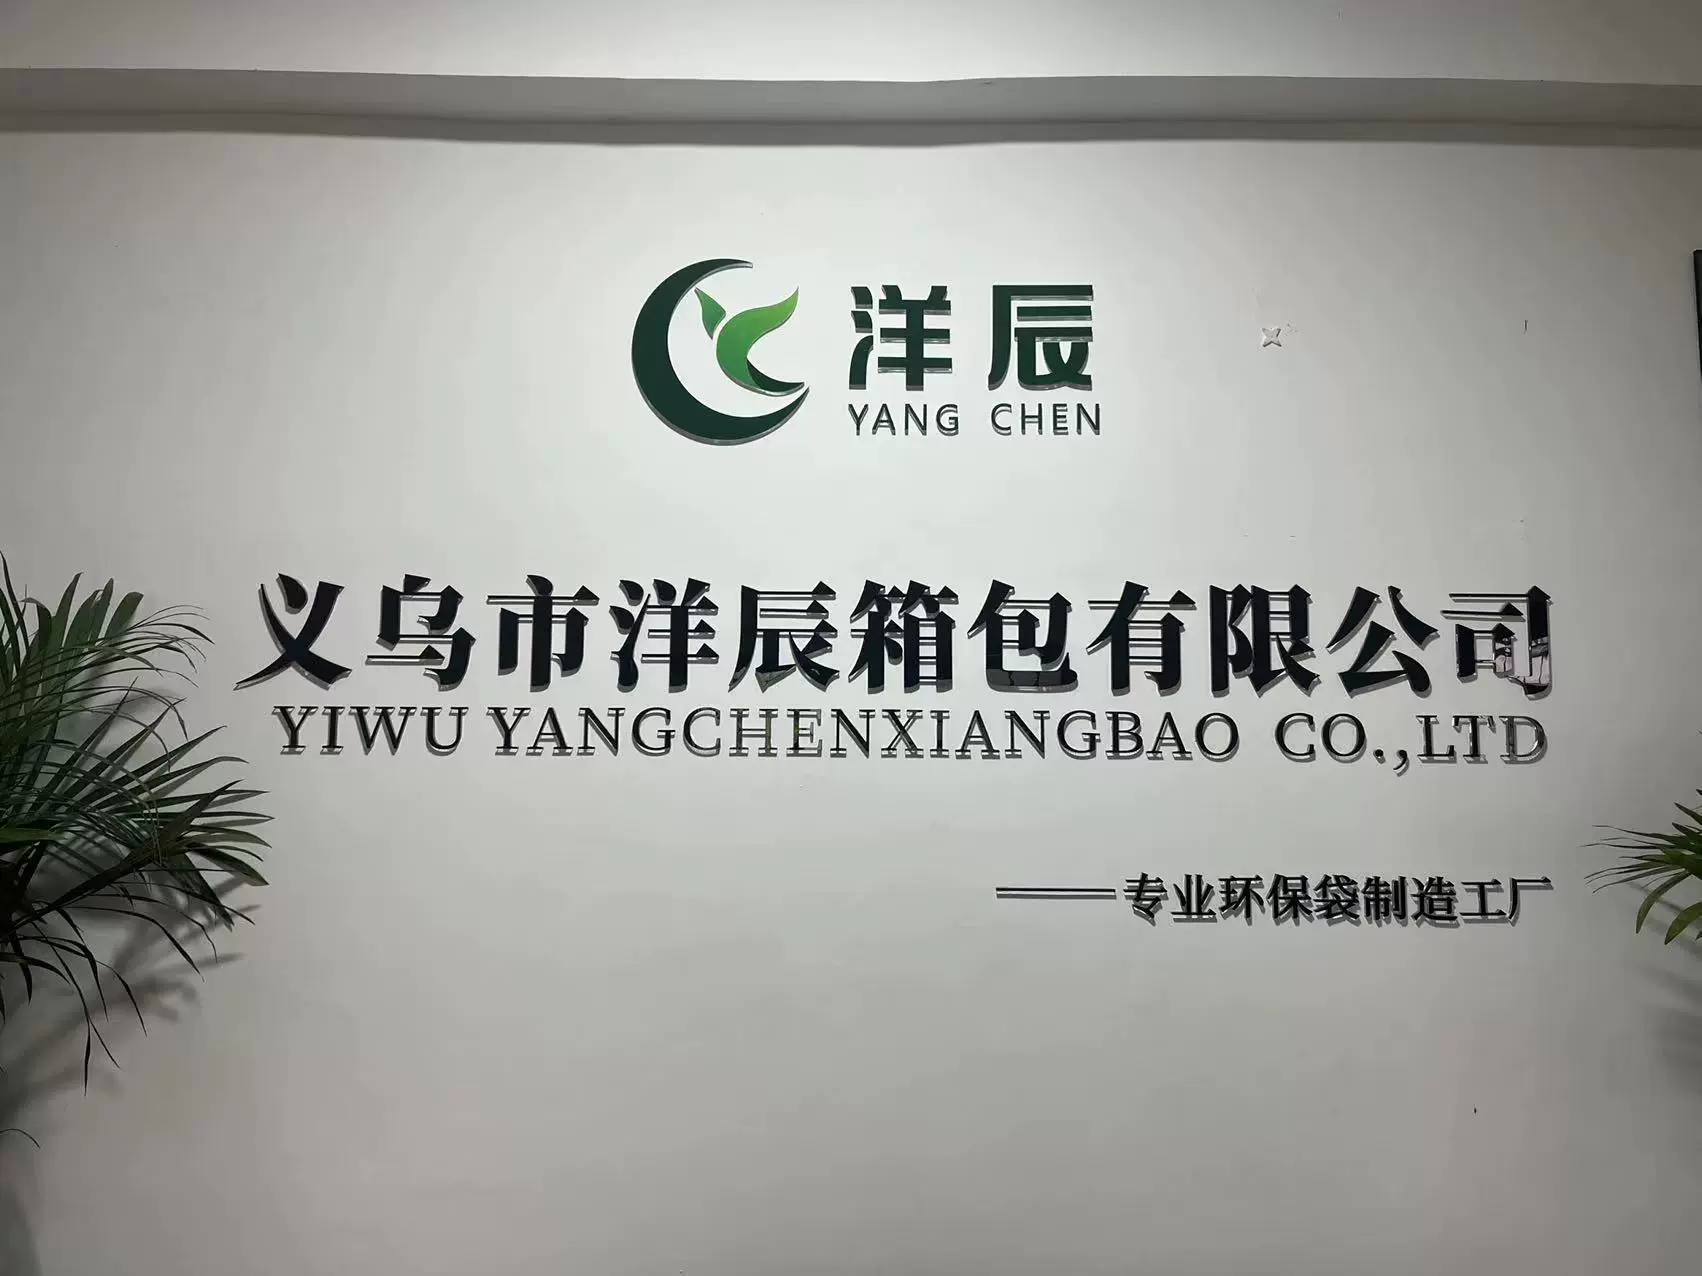 洋辰
YANG CHEN
义乌市洋辰箱包有限公司
YIWU YANGCHENXIANGBAO CO.,LTD
——专业环保袋制造工厂